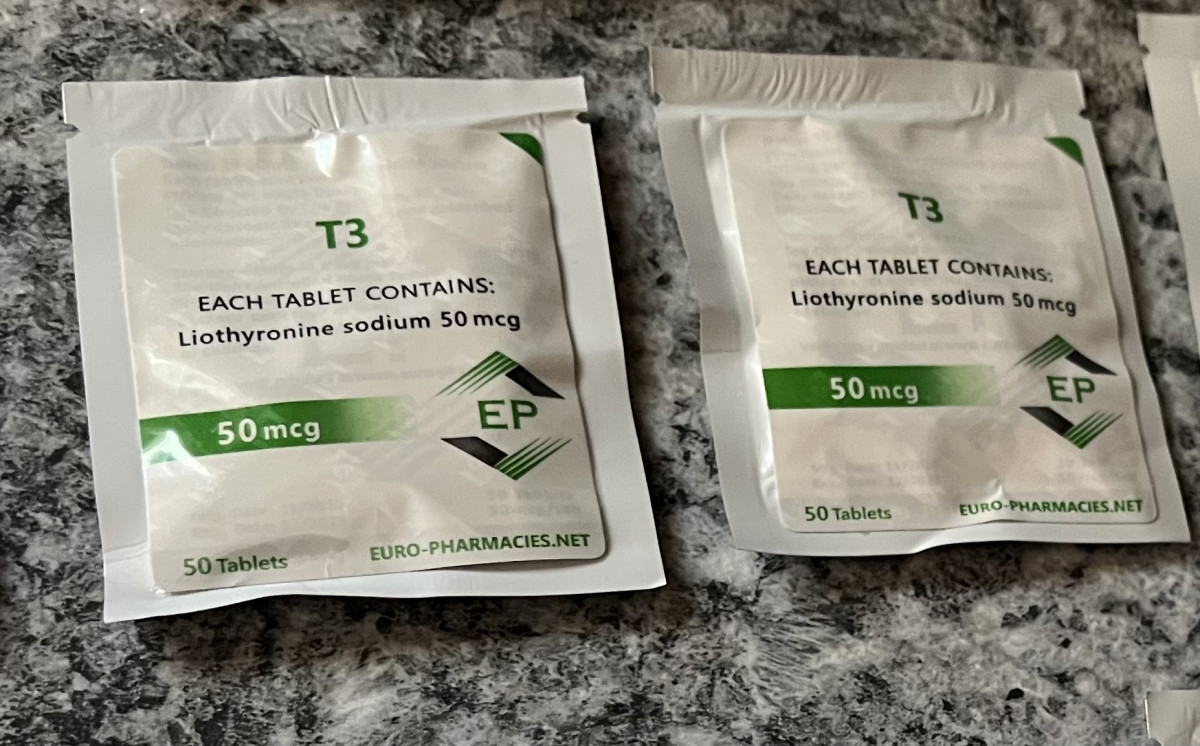 T3
EACH TABLET CONTAINS:
Liothyronine sodium 50 mcg
50 mcg
EP
50 Tablets
EURO-PHARMACIES.NET
T3
EACH TABLET CONTAINS:
Liothyronine sodium 50 mcg
50 mcg
EP
50 Tablets
EURO-PHARMACIES.NET